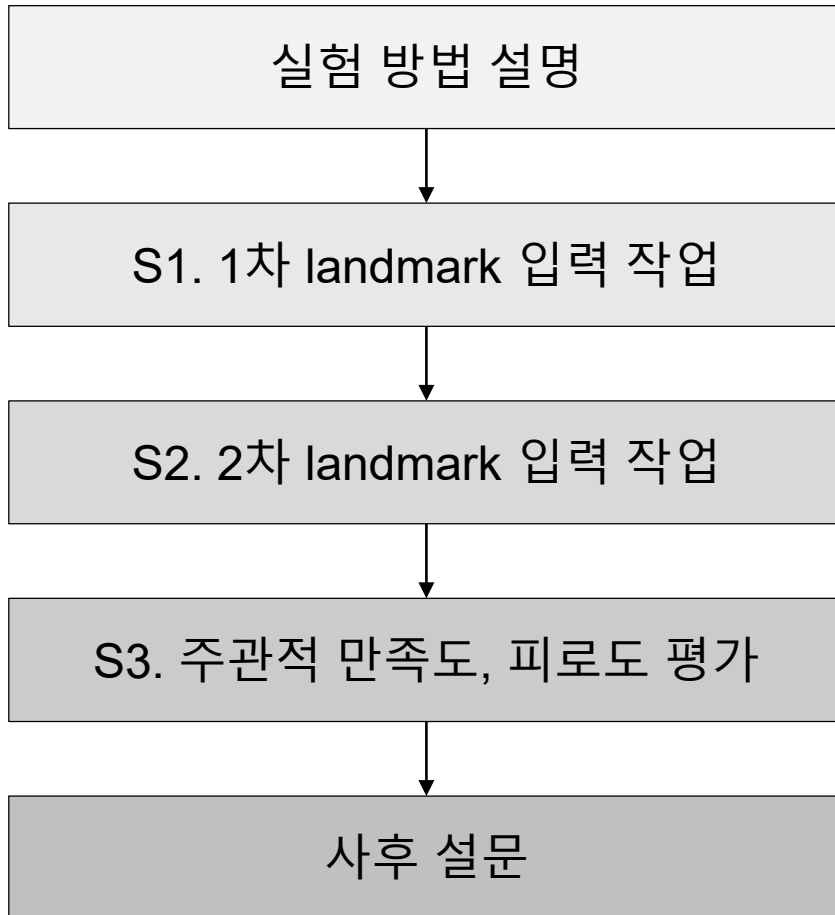 실험 방법 설명
S1. 1차 landmark 입력 작업
S2. 2차 landmark 입력 작업
S3. 주관적 만족도, 피로도 평가
사후 설문